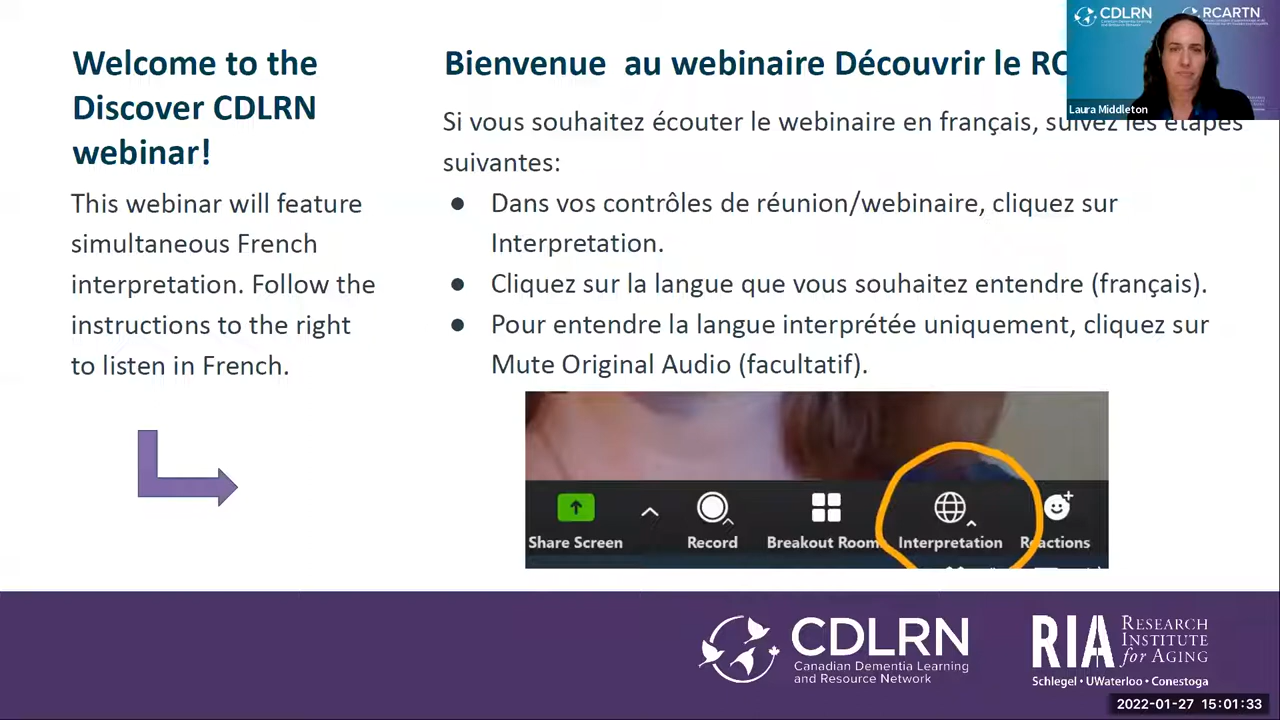 Welcome to the
Discover CDLRN
webinar!
This webinar will feature
simultaneous French
interpretation. Follow the
instructions to the right
to listen in French.
Bienvenue au webinaire Découvrir le RC
Si vous souhaitez écouter le webinaire en français, suivez les étapes
suivantes:
● Dans vos contrôles de réunion/webinaire, cliquez sur
Interpretation.
● Cliquez sur la langue que vous souhaitez entendre (français).
● Pour entendre la langue interprétée uniquement, cliquez sur
Mute Original Audio (facultatif).
CDLRN
RCARTN
Laura Middleton
Share Screen
Record
Breakout Room
Interpretation
Reactions
CDLRN
Canadian Dementia Learning
and Resource Network
RIA
RESEARCH
INSTITUTE
for AGING
Schlegel • UWaterloo • Conestoga
2022-01-27 15:01:33